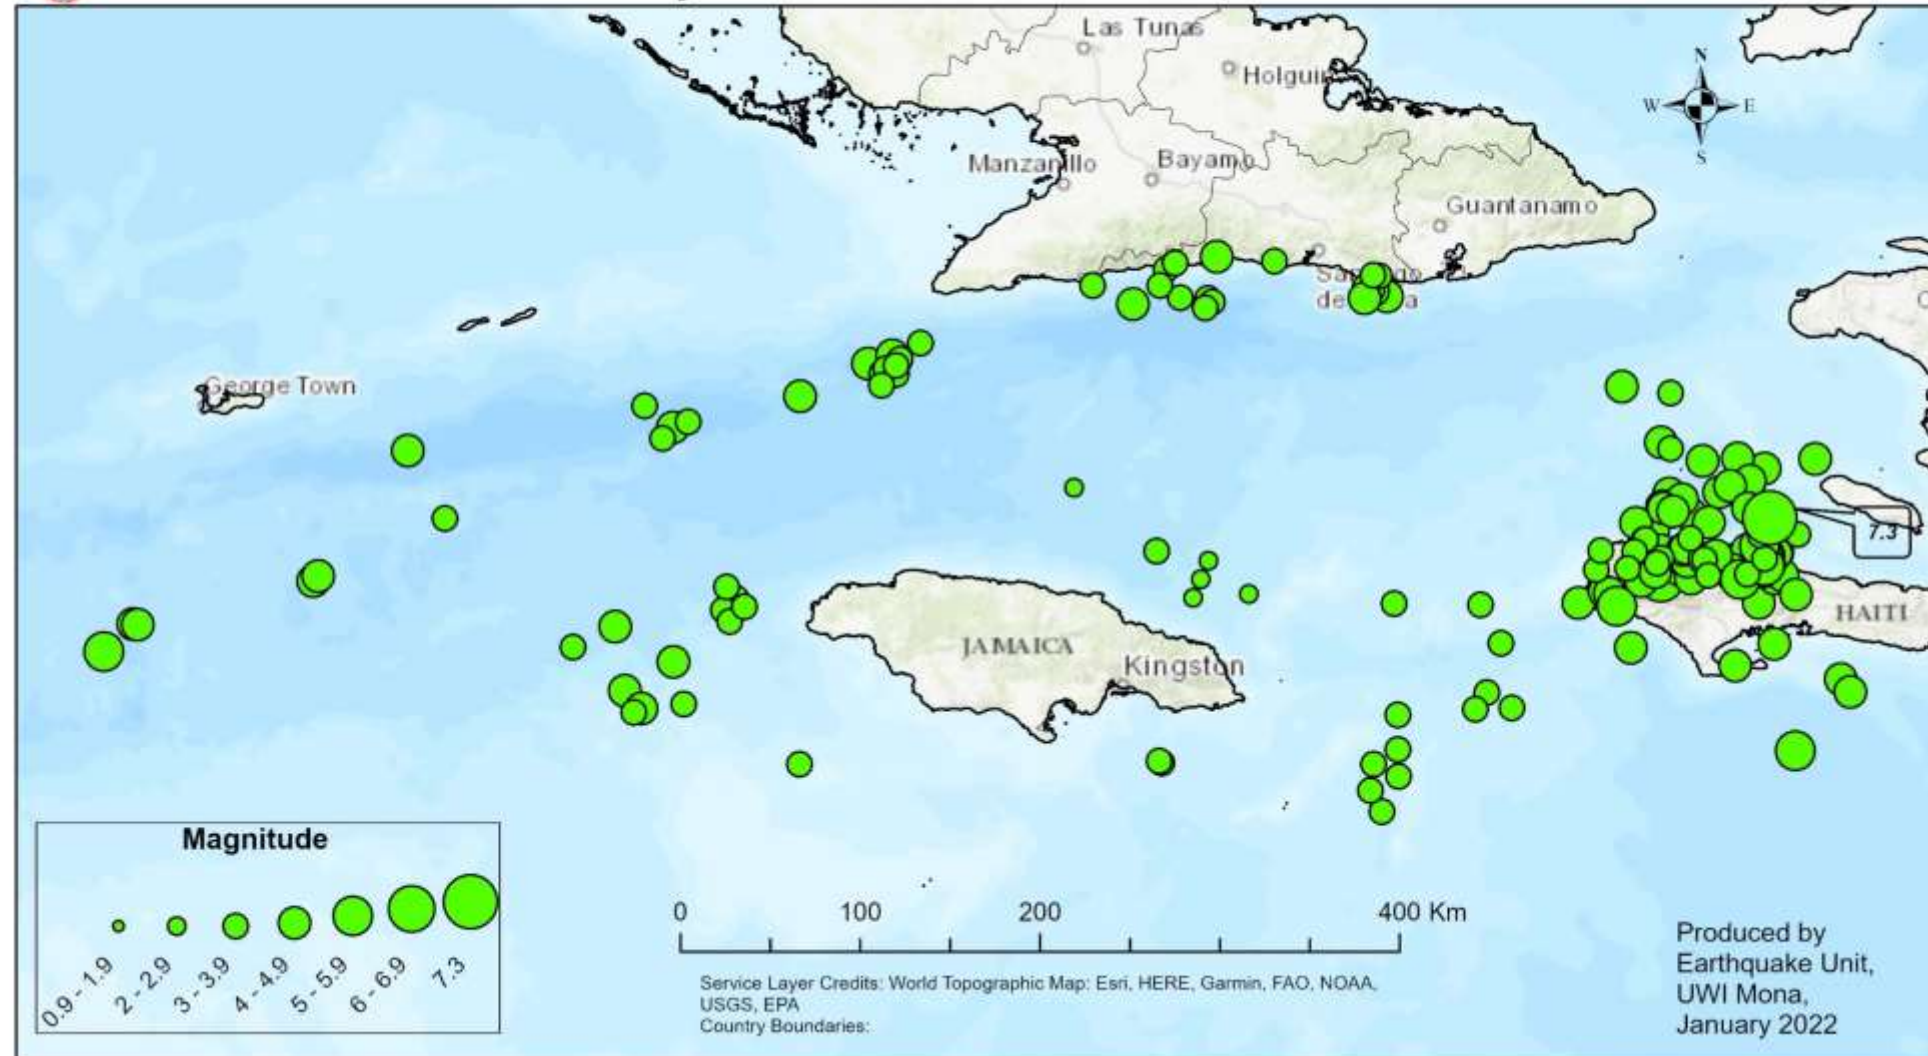 Las Tunas
Holguin
N
W E
S
Manzanillo
Bayamo
Guantanamo
George Town
7.3
HAITI
JAMAICA
Kingston
Magnitude
0.9 - 1.9
2 - 2.9
3 - 3.9
4 - 4.9
5 - 5.9
6 - 6.9
7.3
0 100 200 400 Km
Service Layer Credits: World Topographic Map: Esri, HERE, Garmin, FAO, NOAA,
USGS, EPA
Country Boundaries:
Produced by
Earthquake Unit,
UWI Mona,
January 2022